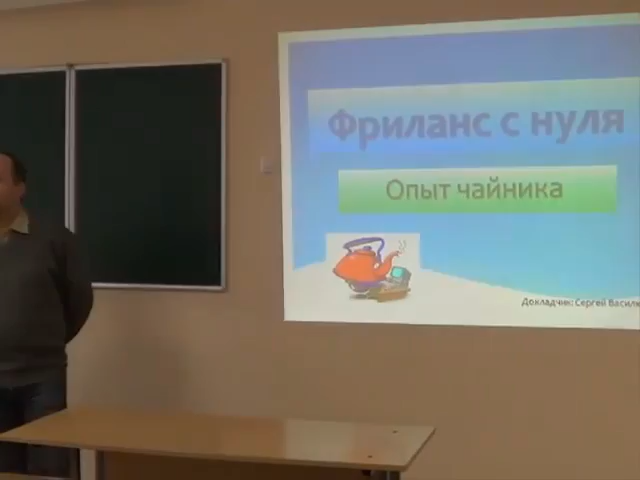 Фриланс с нуля
Опыт чайника
Докладчик: Сергей